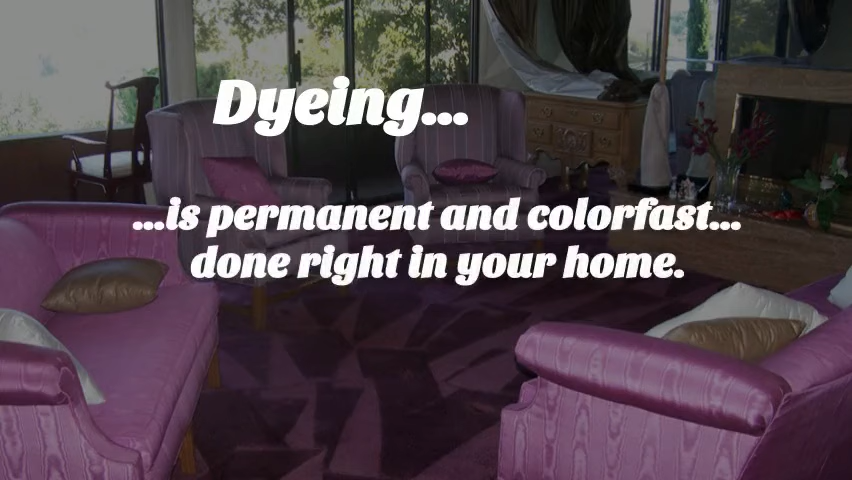 Dyeing...
...is permanent and colorfast...
done right in your home.